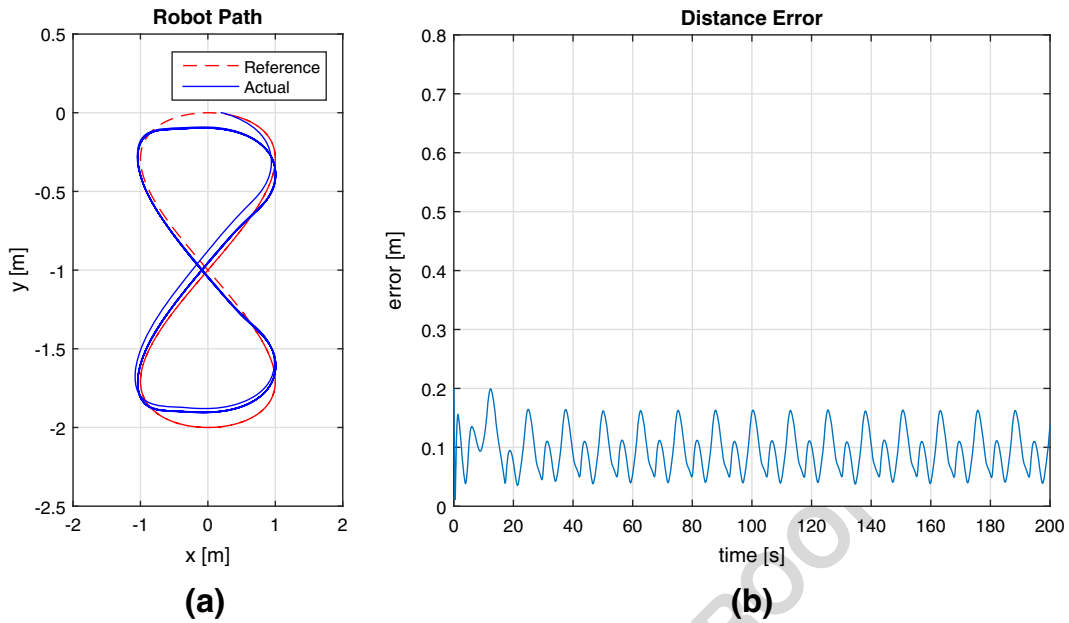 Robot Path
0.5
0
-0.5
-1
-1.5
-2
-2.5
y [m]
Reference
Actual
-2 -1 0 1 2
x [m]
(a)
Distance Error
0.8
0.7
0.6
0.5
0.4
0.3
0.2
0.1
0
error [m]
0 20 40 60 80 100 120 140 160 180 200
time [s]
(b)